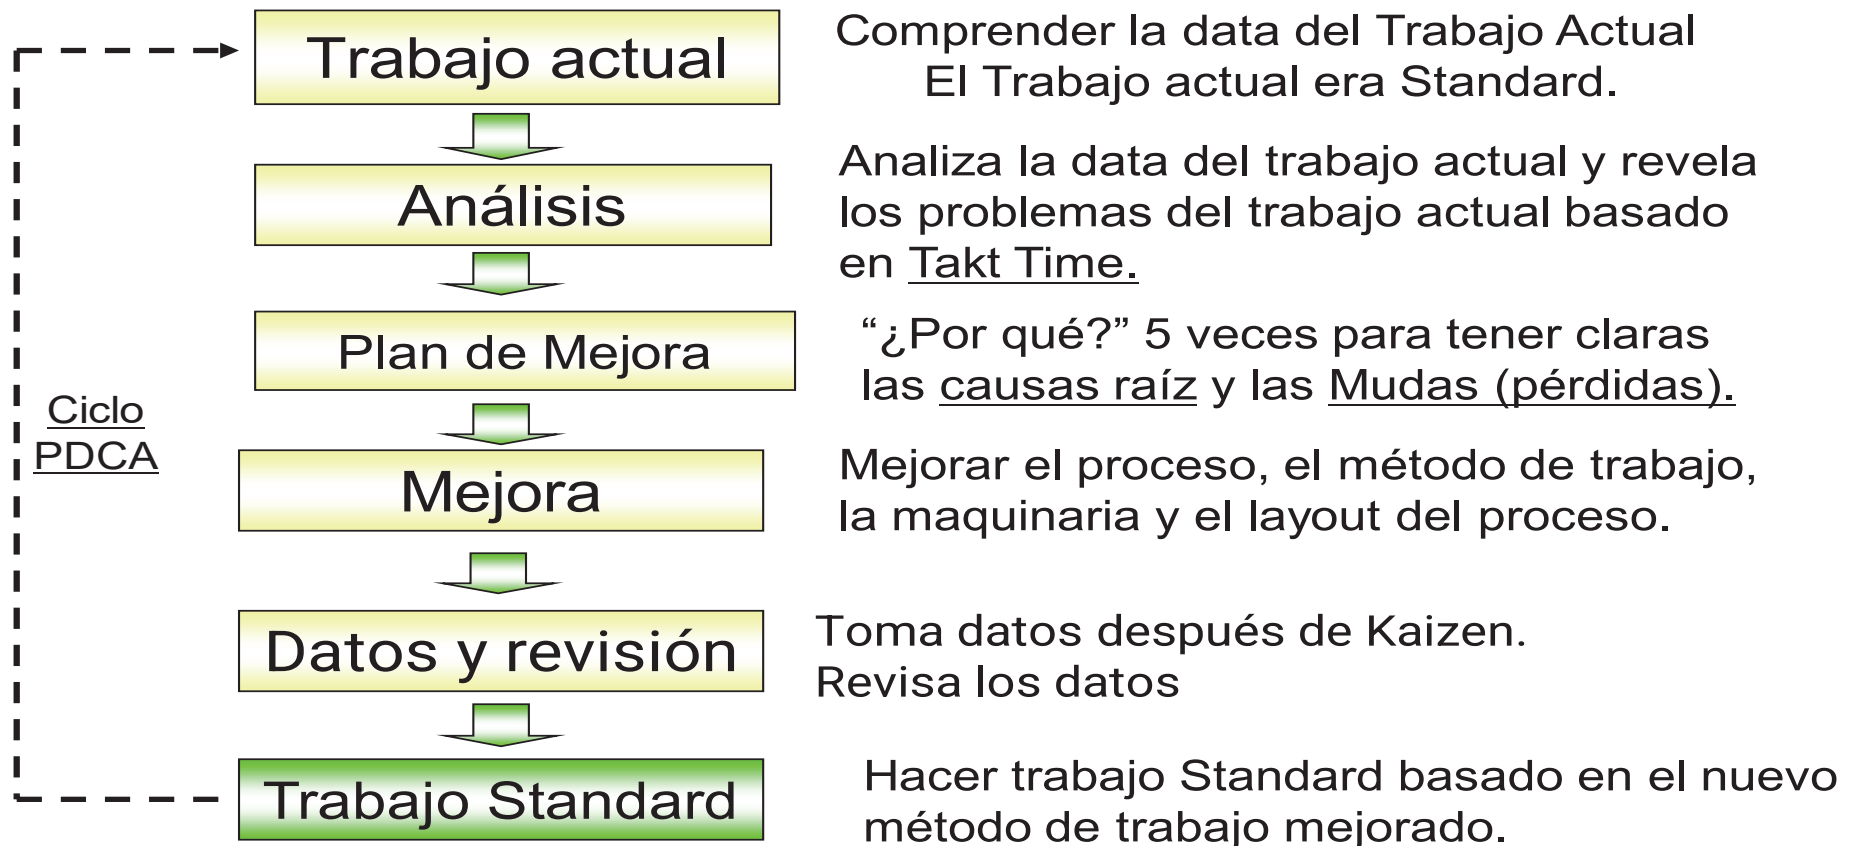 Trabajo actual
Comprender la data del Trabajo Actual
El Trabajo actual era Standard.
Análisis
Analiza la data del trabajo actual y revela
los problemas del trabajo actual basado
en Takt Time.
Plan de Mejora
“¿Por qué?” 5 veces para tener claras
las causas raíz y las Mudas (pérdidas).
Ciclo
PDCA
Mejora
Mejorar el proceso, el método de trabajo,
la maquinaria y el layout del proceso.
Datos y revisión
Toma datos después de Kaizen.
Revisa los datos
Trabajo Standard
Hacer trabajo Standard basado en el nuevo
método de trabajo mejorado.